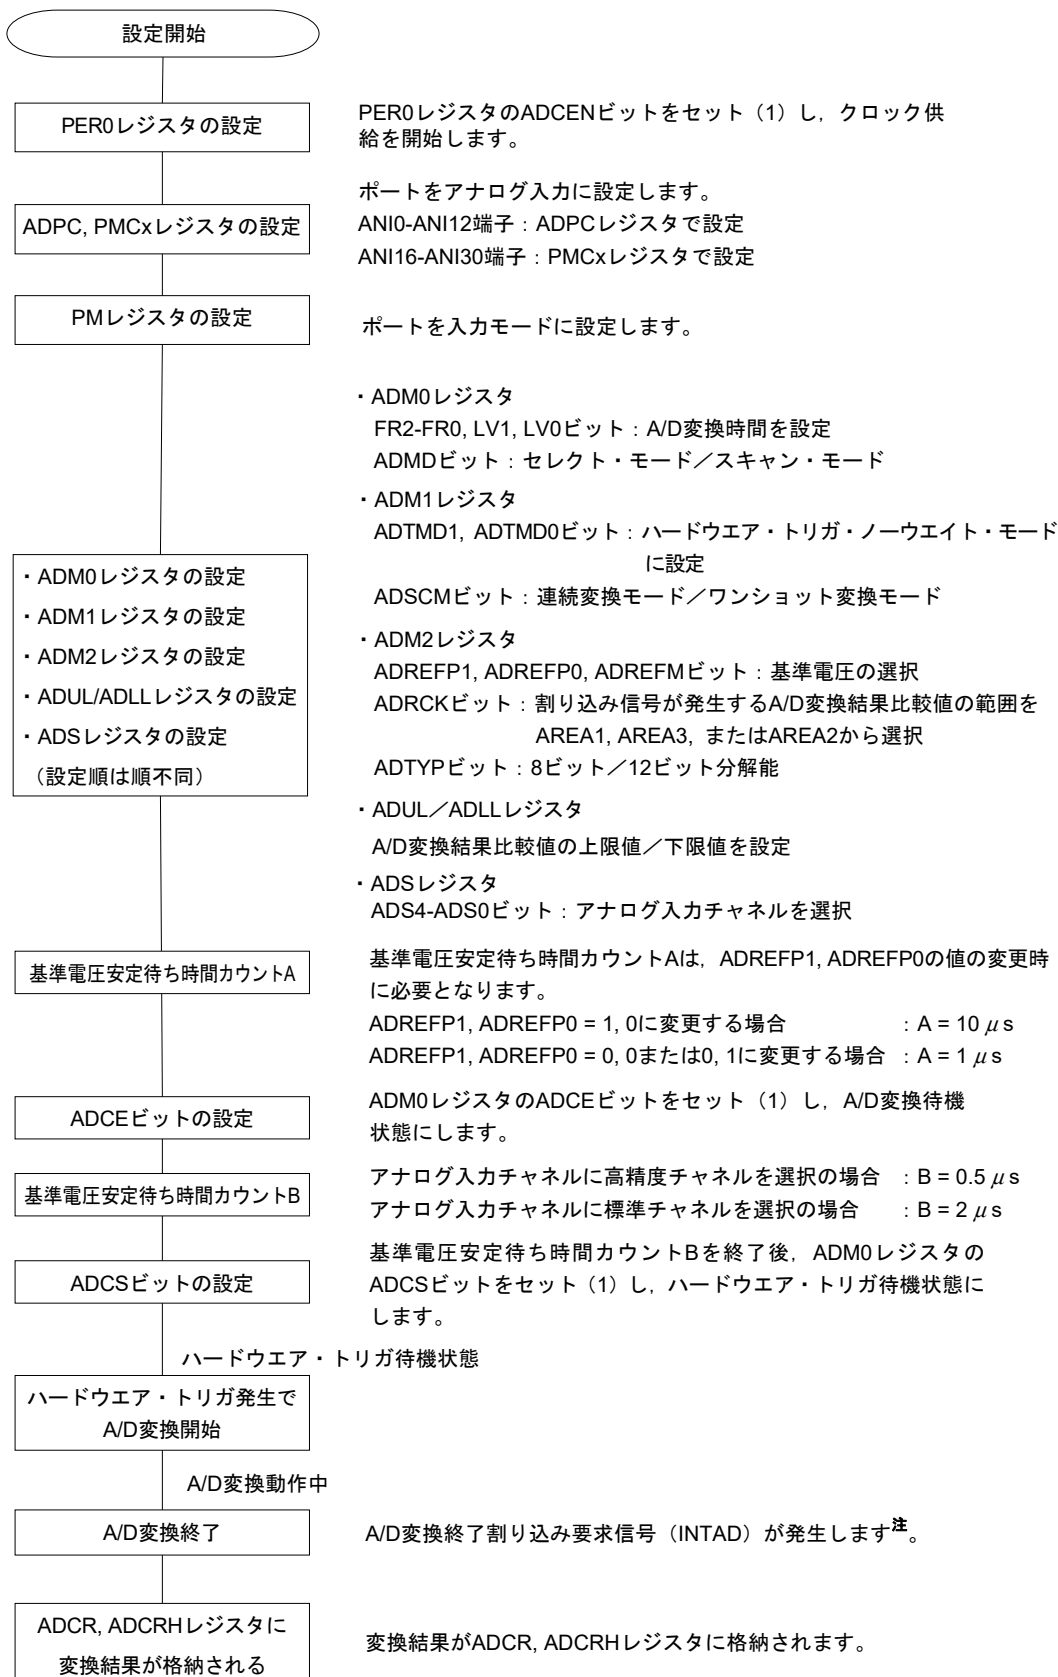 設定開始
PER0レジスタの設定
PER0レジスタのADCENビットをセット（1）し，クロック供
給を開始します。
ADPC, PMCxレジスタの設定
ポートをアナログ入力に設定します。
ANI0-ANI12端子：ADPCレジスタで設定
ANI16-ANI30端子：PMCxレジスタで設定
PMレジスタの設定
ポートを入力モードに設定します。
・ADM0レジスタの設定
・ADM1レジスタの設定
・ADM2レジスタの設定
・ADUL/ADLLレジスタの設定
・ADSレジスタの設定
（設定順は順不同）
・ADM0レジスタ
FR2-FR0, LV1, LV0ビット：A/D変換時間を設定
ADMDビット：セレクト・モード／スキャン・モード
・ADM1レジスタ
ADTMD1, ADTMD0ビット：ハードウエア・トリガ・ノーウエイト・モード
に設定
ADSCMビット：連続変換モード／ワンショット変換モード
・ADM2レジスタ
ADREFP1, ADREFP0, ADREFMビット：基準電圧の選択
ADRCKビット：割り込み信号が発生するA/D変換結果比較値の範囲を
AREA1, AREA3, またはAREA2から選択
ADTYPビット：8ビット／12ビット分解能
・ADUL／ADLLレジスタ
A/D変換結果比較値の上限値／下限値を設定
・ADSレジスタ
ADS4-ADS0ビット：アナログ入力チャネルを選択
基準電圧安定待ち時間カウントA
基準電圧安定待ち時間カウントAは，ADREFP1, ADREFP0の値の変更時
に必要となります。
ADREFP1, ADREFP0 = 1, 0に変更する場合 ：A = 10 μs
ADREFP1, ADREFP0 = 0, 0または0, 1に変更する場合 ：A = 1 μs
ADCEビットの設定
ADM0レジスタのADCEビットをセット（1）し，A/D変換待機
状態にします。
基準電圧安定待ち時間カウントB
アナログ入力チャネルに高精度チャネルを選択の場合 ：B = 0.5 μs
アナログ入力チャネルに標準チャネルを選択の場合 ：B = 2 μs
ADCSビットの設定
基準電圧安定待ち時間カウントBを終了後，ADM0レジスタの
ADCSビットをセット（1）し，ハードウエア・トリガ待機状態に
します。
ハードウエア・トリガ待機状態
ハードウエア・トリガ発生で
A/D変換開始
A/D変換動作中
A/D変換終了
A/D変換終了割り込み要求信号（INTAD）が発生します注。
ADCR, ADCRHレジスタに
変換結果が格納される
変換結果がADCR, ADCRHレジスタに格納されます。